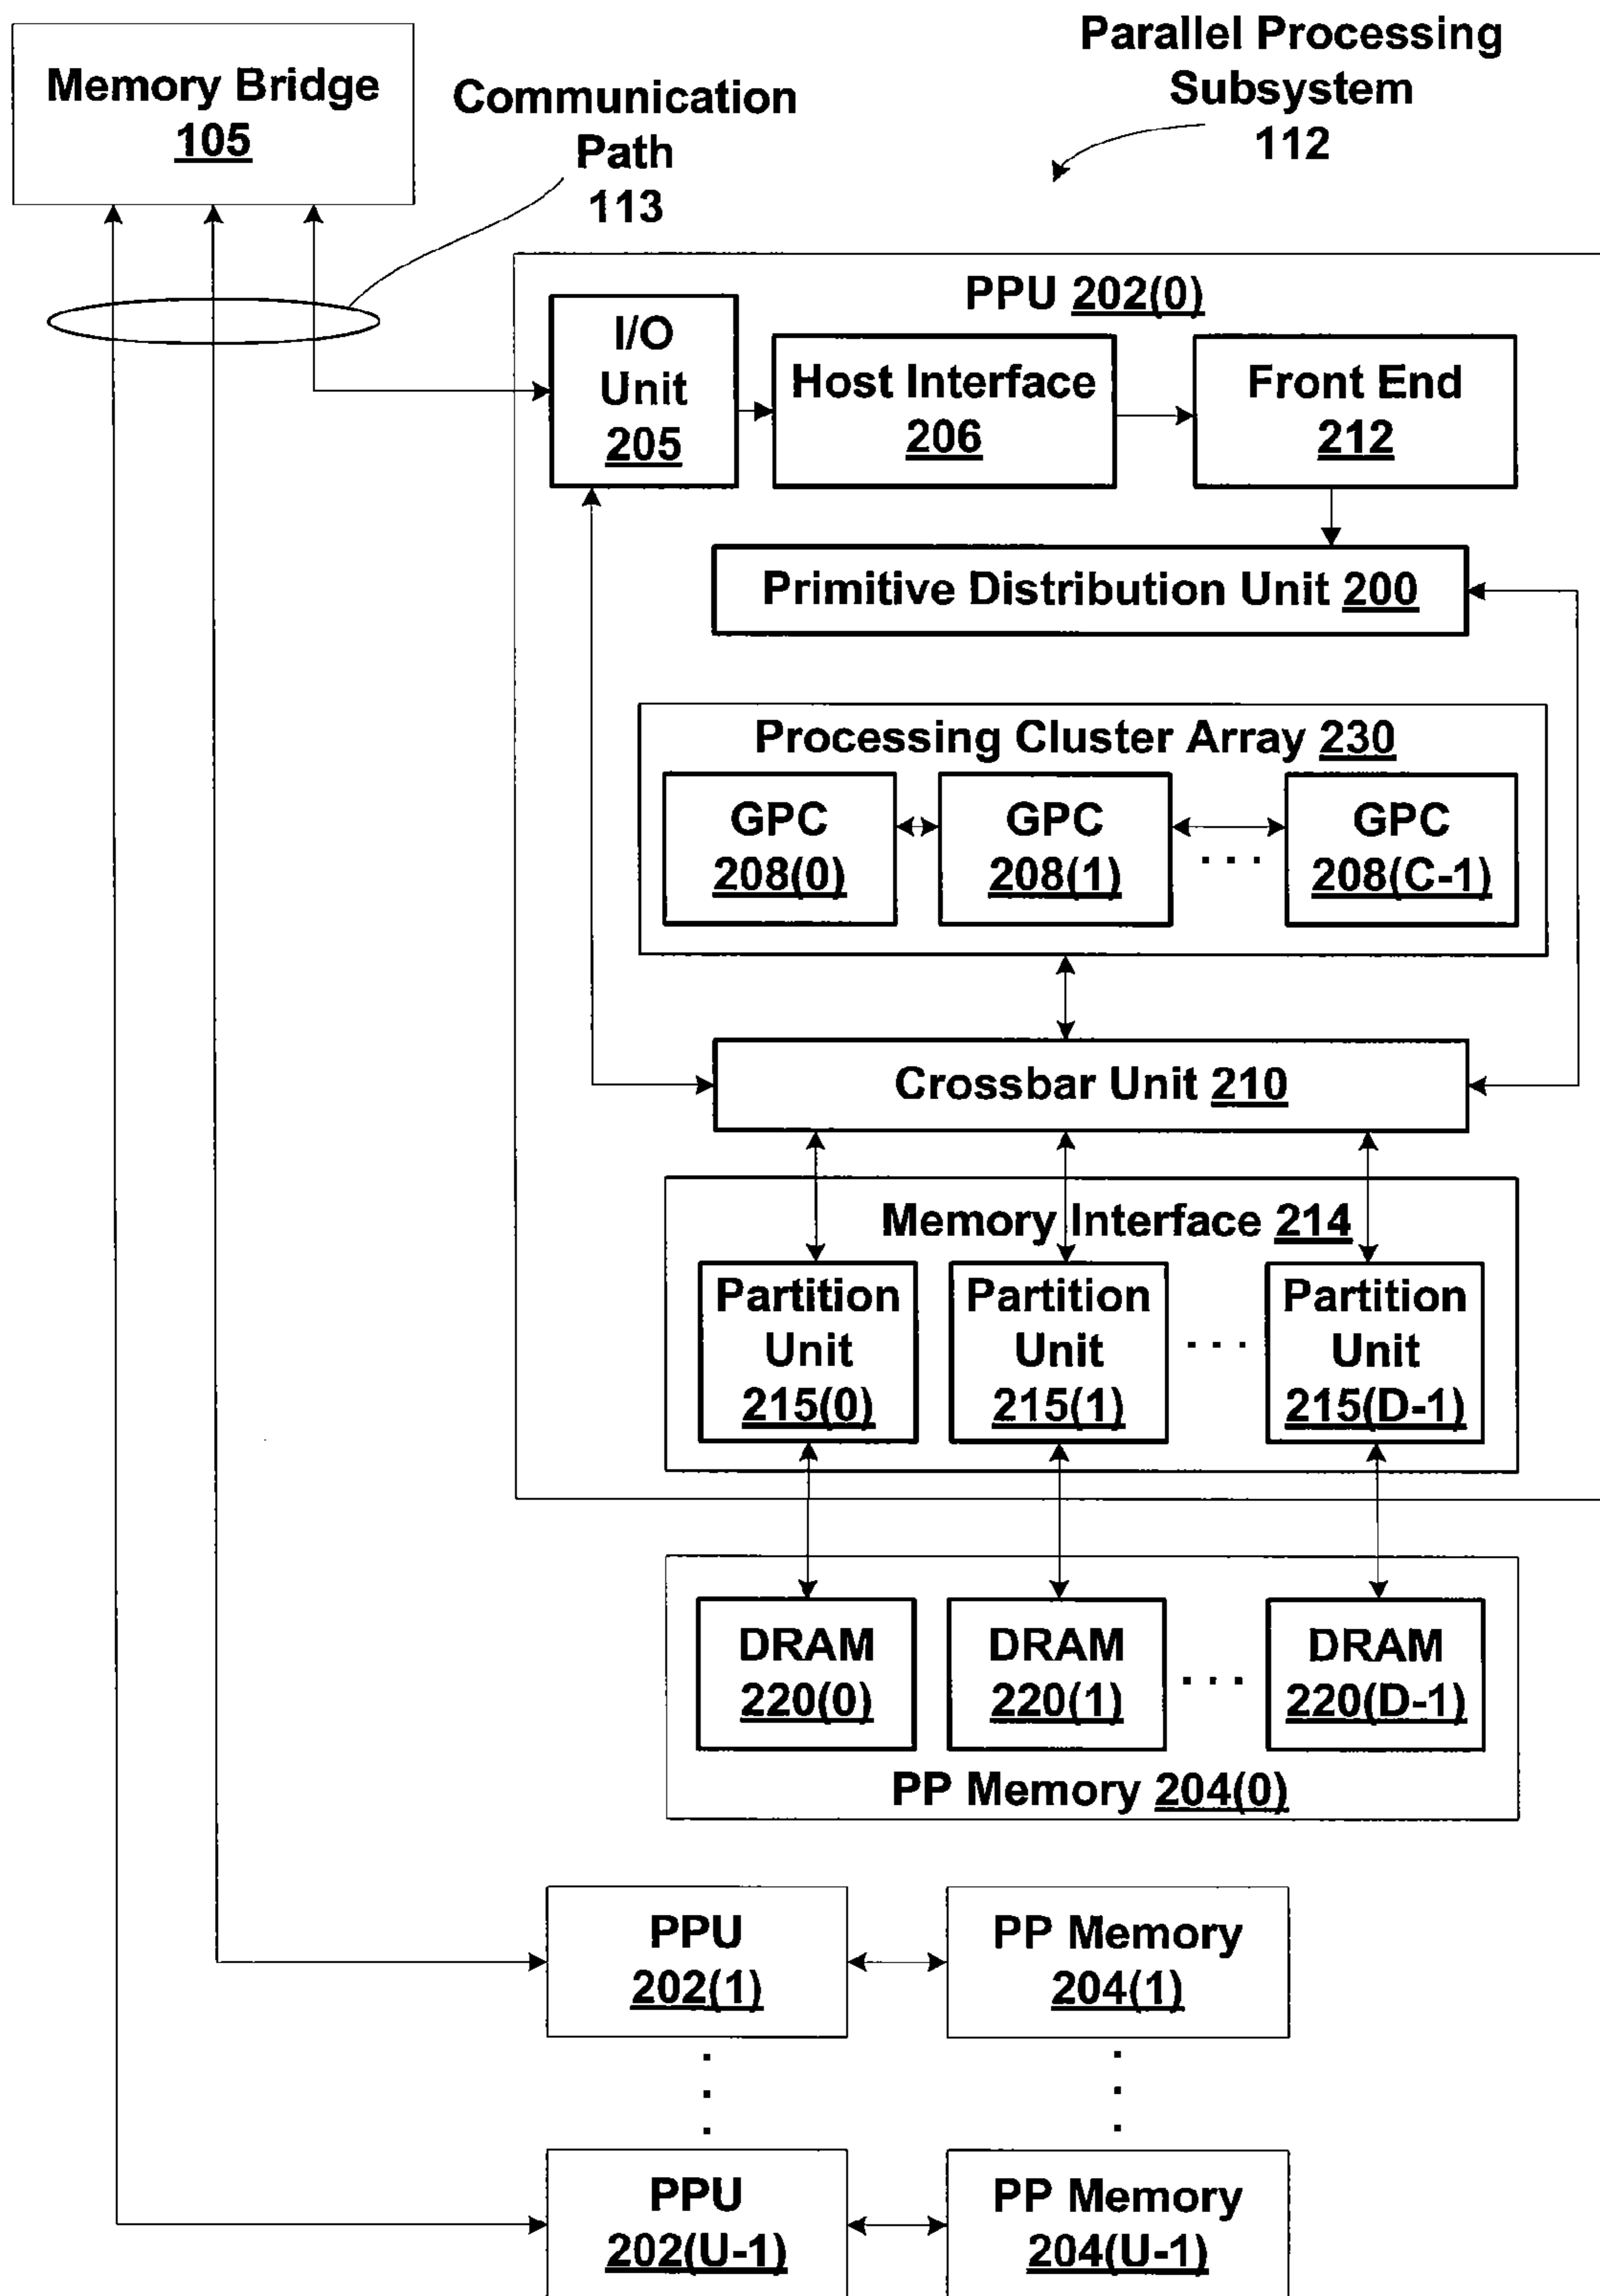 Parallel Processing
Subsystem
112
Memory Bridge
105
Communication
Path
113
PPU 202(0)
I/O
Unit
205
Host Interface
206
Front End
212
Primitive Distribution Unit 200
Processing Cluster Array 230
GPC
208(0)
GPC
208(1)
. . .
GPC
208(C-1)
Crossbar Unit 210
Memory Interface 214
Partition
Unit
215(0)
Partition
Unit
215(1)
. . .
Partition
Unit
215(D-1)
DRAM
220(0)
DRAM
220(1)
. . .
DRAM
220(D-1)
PP Memory 204(0)
PPU
202(1)
PP Memory
204(1)
PPU
202(U-1)
PP Memory
204(U-1)